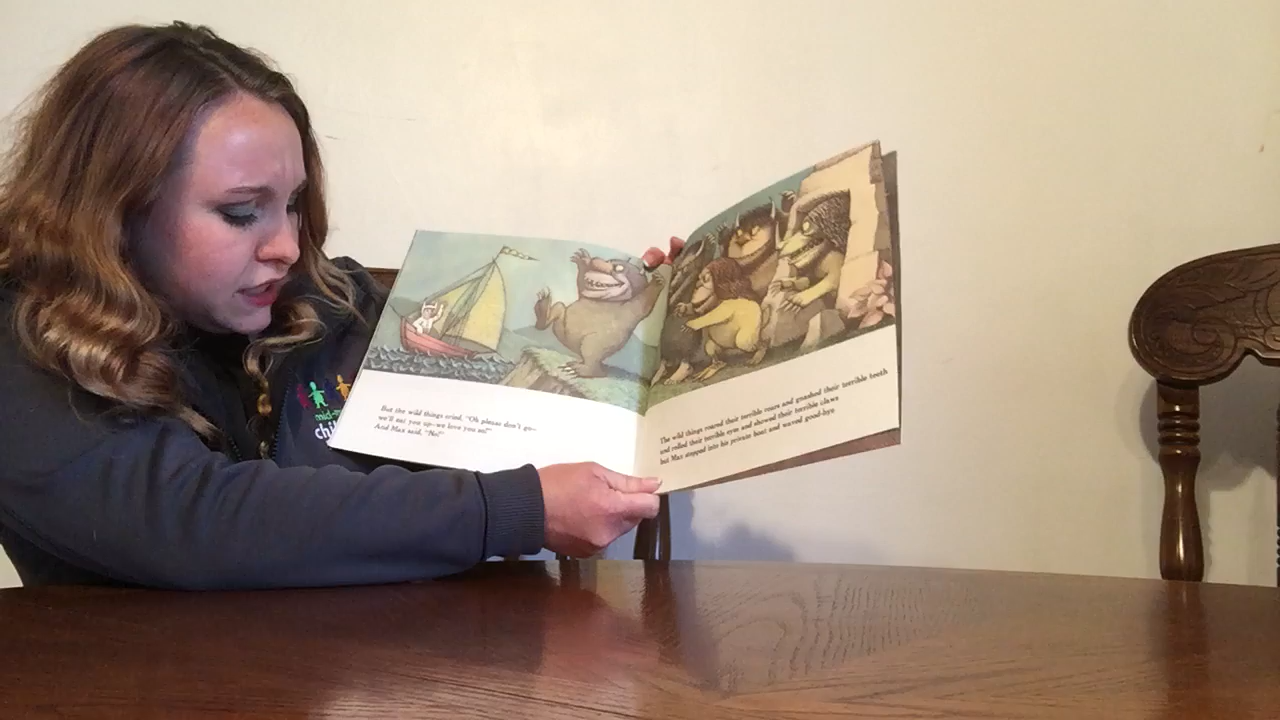 But the wild things cried, "Oh please don't go—
we'll eat you up—we love you so!"
And Max said, "No!"
The wild things roared their terrible roars and gnashed their terrible teeth
and rolled their terrible eyes and showed their terrible claws
but Max stepped into his private boat and waved good-bye
mid-
chi